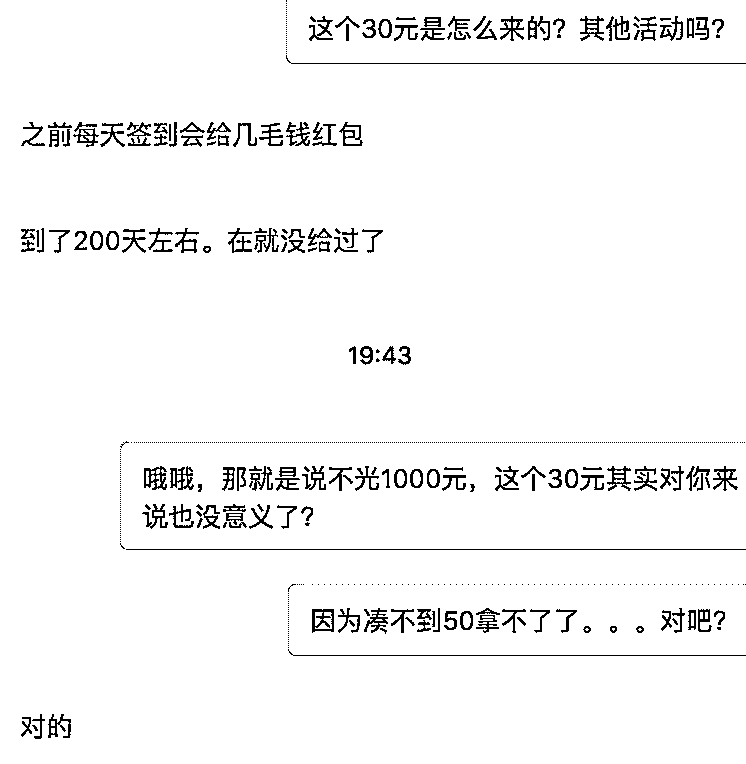 这个30元是怎么来的？其他活动吗？
之前每天签到会给几毛钱红包
到了200天左右。在就没给过了
19:43
哦哦，那就是说不光1000元，这个30元其实对你来
说也没意义了？
因为凑不到50拿不了了。。。对吧？
对的